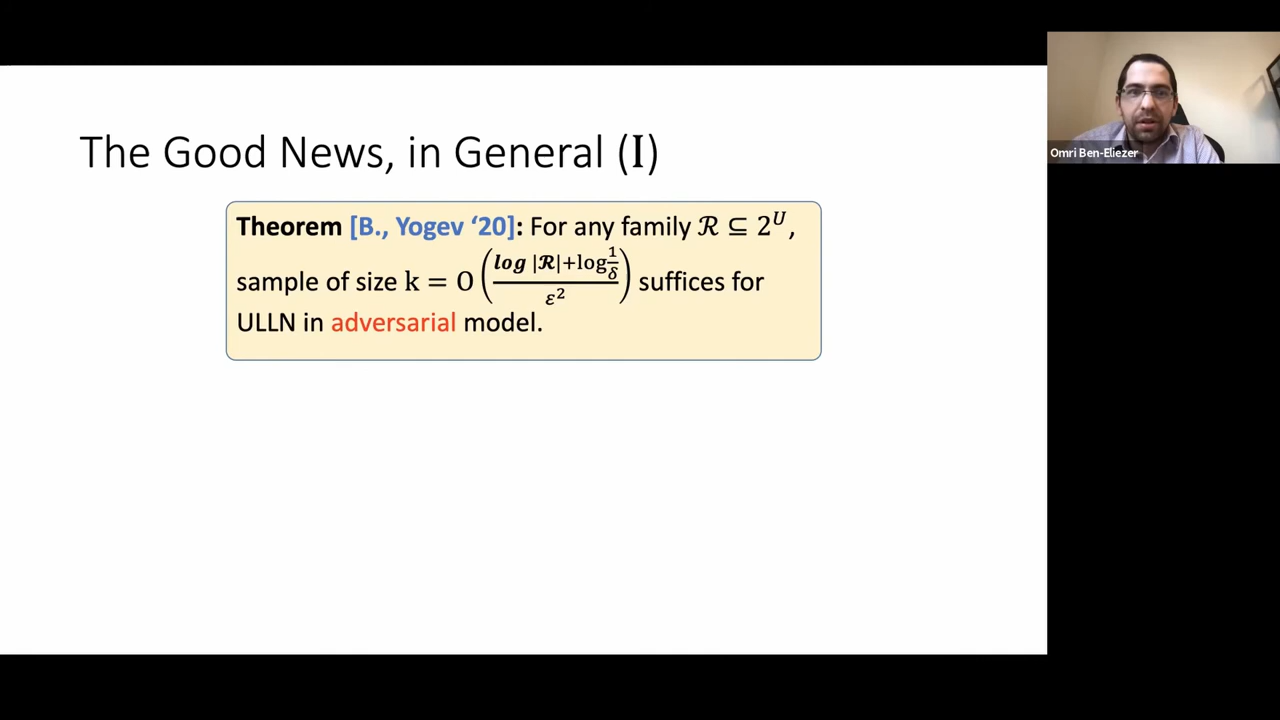 The Good News, in General (I)
Theorem [B., Yogev ‘20]: For any family ℛ ⊆ 2^U,
sample of size k = O((log |ℛ|+log 1/δ)/ε²) suffices for
ULLN in adversarial model.
Omri Ben-Eliezer